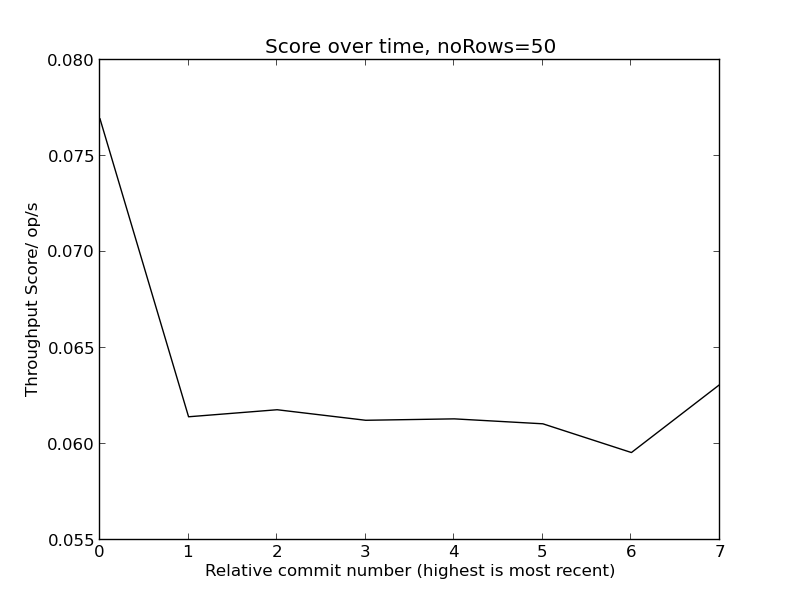 Score over time, noRows=50
0.080
0.075
0.070
0.065
0.060
0.055
Throughput Score/ op/s
0 1 2 3 4 5 6 7
Relative commit number (highest is most recent)